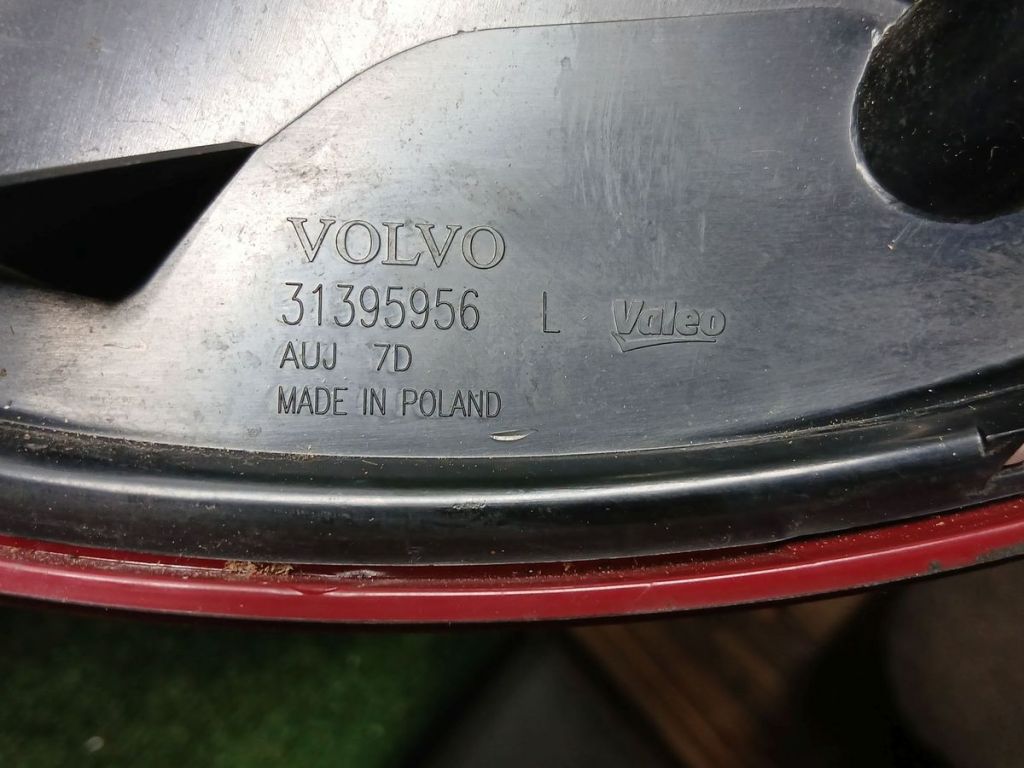 VOLVO
31395956 L Valeo
AUJ 7D
MADE IN POLAND